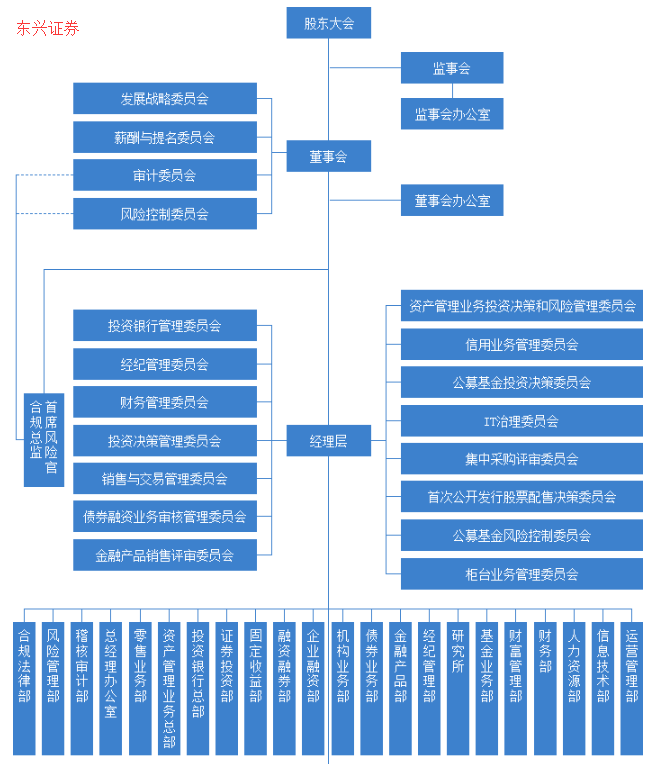 东兴证券
股东大会
监事会
监事会办公室
发展战略委员会
薪酬与提名委员会
审计委员会
风险控制委员会
董事会
董事会办公室
投资银行管理委员会
经纪管理委员会
财务管理委员会
投资决策管理委员会
销售与交易管理委员会
债券融资业务审核管理委员会
金融产品销售评审委员会
首席风险官
合规总监
经理层
资产管理业务投资决策和风险管理委员会
信用业务管理委员会
公募基金投资决策委员会
IT治理委员会
集中采购评审委员会
首次公开发行股票配售决策委员会
公募基金风险控制委员会
柜台业务管理委员会
合规法律部
风险管理部
稽核审计部
总经理办公室
零售业务部
资产管理业务总部
投资银行总部
证券投资部
固定收益部
融资融券部
企业融资部
机构业务部
债券业务部
金融产品部
经纪管理部
研究所
基金业务部
财富管理部
财务部
人力资源部
信息技术部
运营管理部